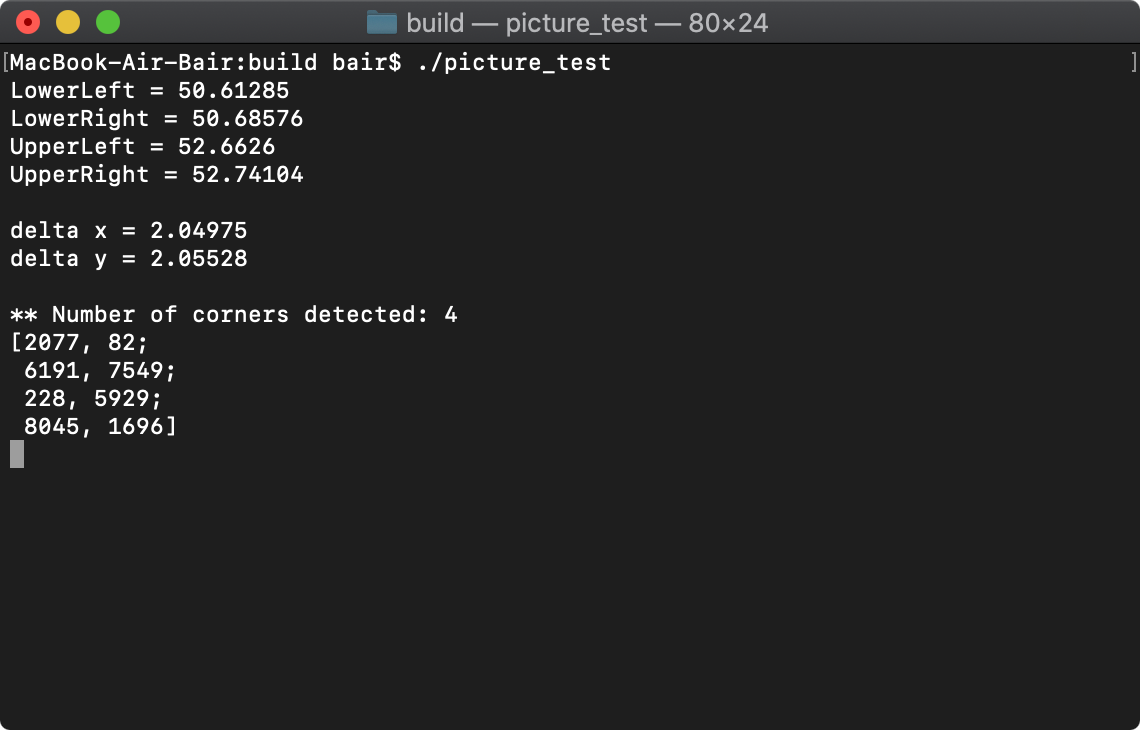 build — picture_test — 80×24
[MacBook-Air-Bair:build bair$ ./picture_test ]
LowerLeft = 50.61285
LowerRight = 50.68576
UpperLeft = 52.6626
UpperRight = 52.74104
delta x = 2.04975
delta y = 2.05528
** Number of corners detected: 4
[2077, 82;
6191, 7549;
228, 5929;
8045, 1696]